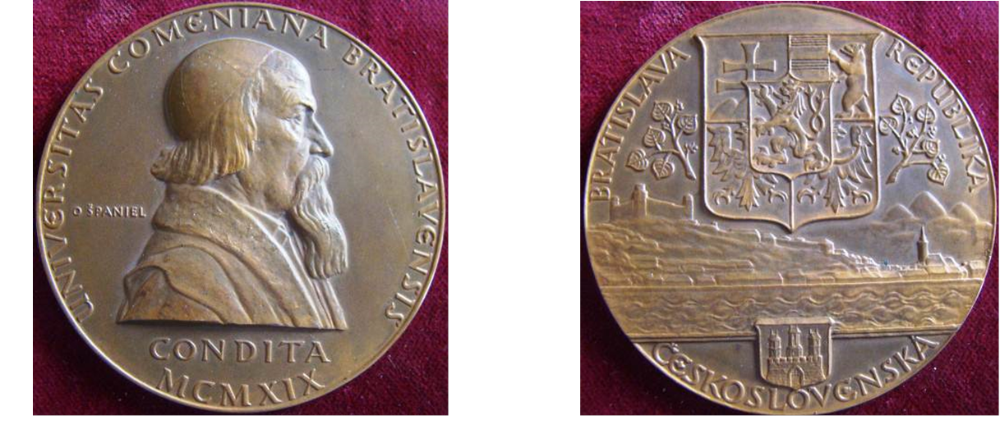 UNIVERSITAS COMENIANA BRATISLAVENSIS
O ŠPANIEL
CONDITA
MCMXIX
BRATISLAVA
REPUBLIKA
ČESKOSLOVENSKÁ